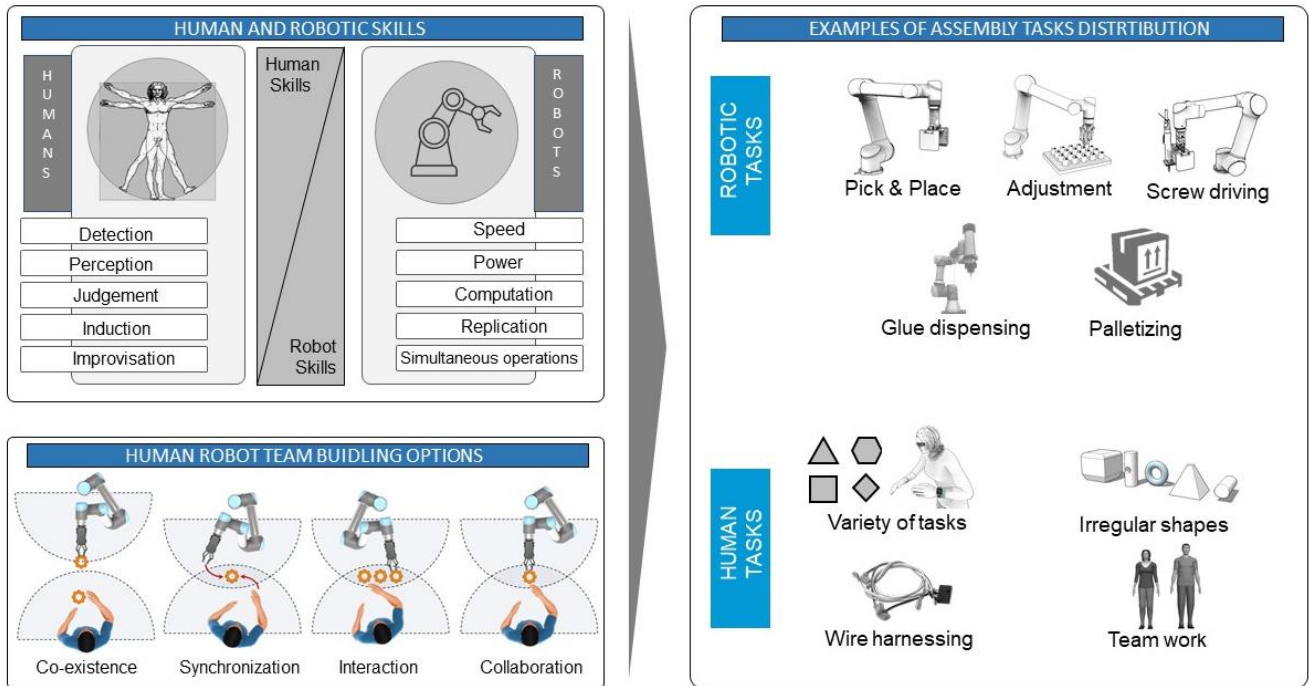 HUMAN AND ROBOTIC SKILLS
HUMANS
Human
Skills
ROBOTS
Detection
Perception
Judgement
Induction
Improvisation
Robot
Skills
Speed
Power
Computation
Replication
Simultaneous operations
HUMAN ROBOT TEAM BUIDLING OPTIONS
Co-existence
Synchronization
Interaction
Collaboration
EXAMPLES OF ASSEMBLY TASKS DISTRTIBUTION
ROBOTIC
TASKS
Pick & Place
Adjustment
Screw driving
Glue dispensing
Palletizing
HUMAN
TASKS
Variety of tasks
Irregular shapes
Wire harnessing
Team work